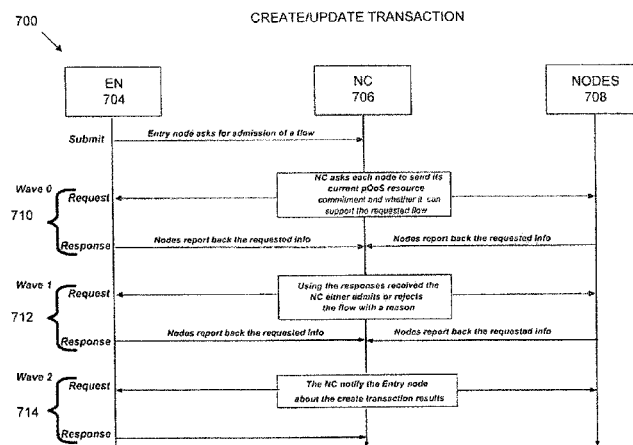 CREATE/UPDATE TRANSACTION
700
EN
704
NC
706
NODES
708
Submit
Entry node asks for admission of a flow
Wave 0
710
Request
NC asks each node to send its
current pQoS resource
commitment and whether it can
support the requested flow
Response
Nodes report back the requested info
Nodes report back the requested info
Wave 1
712
Request
Using the responses received the
NC either admits or rejects
the flow with a reason
Response
Nodes report back the requested info
Nodes report back the requested info
Wave 2
714
Request
The NC notify the Entry node
about the create transaction results
Response